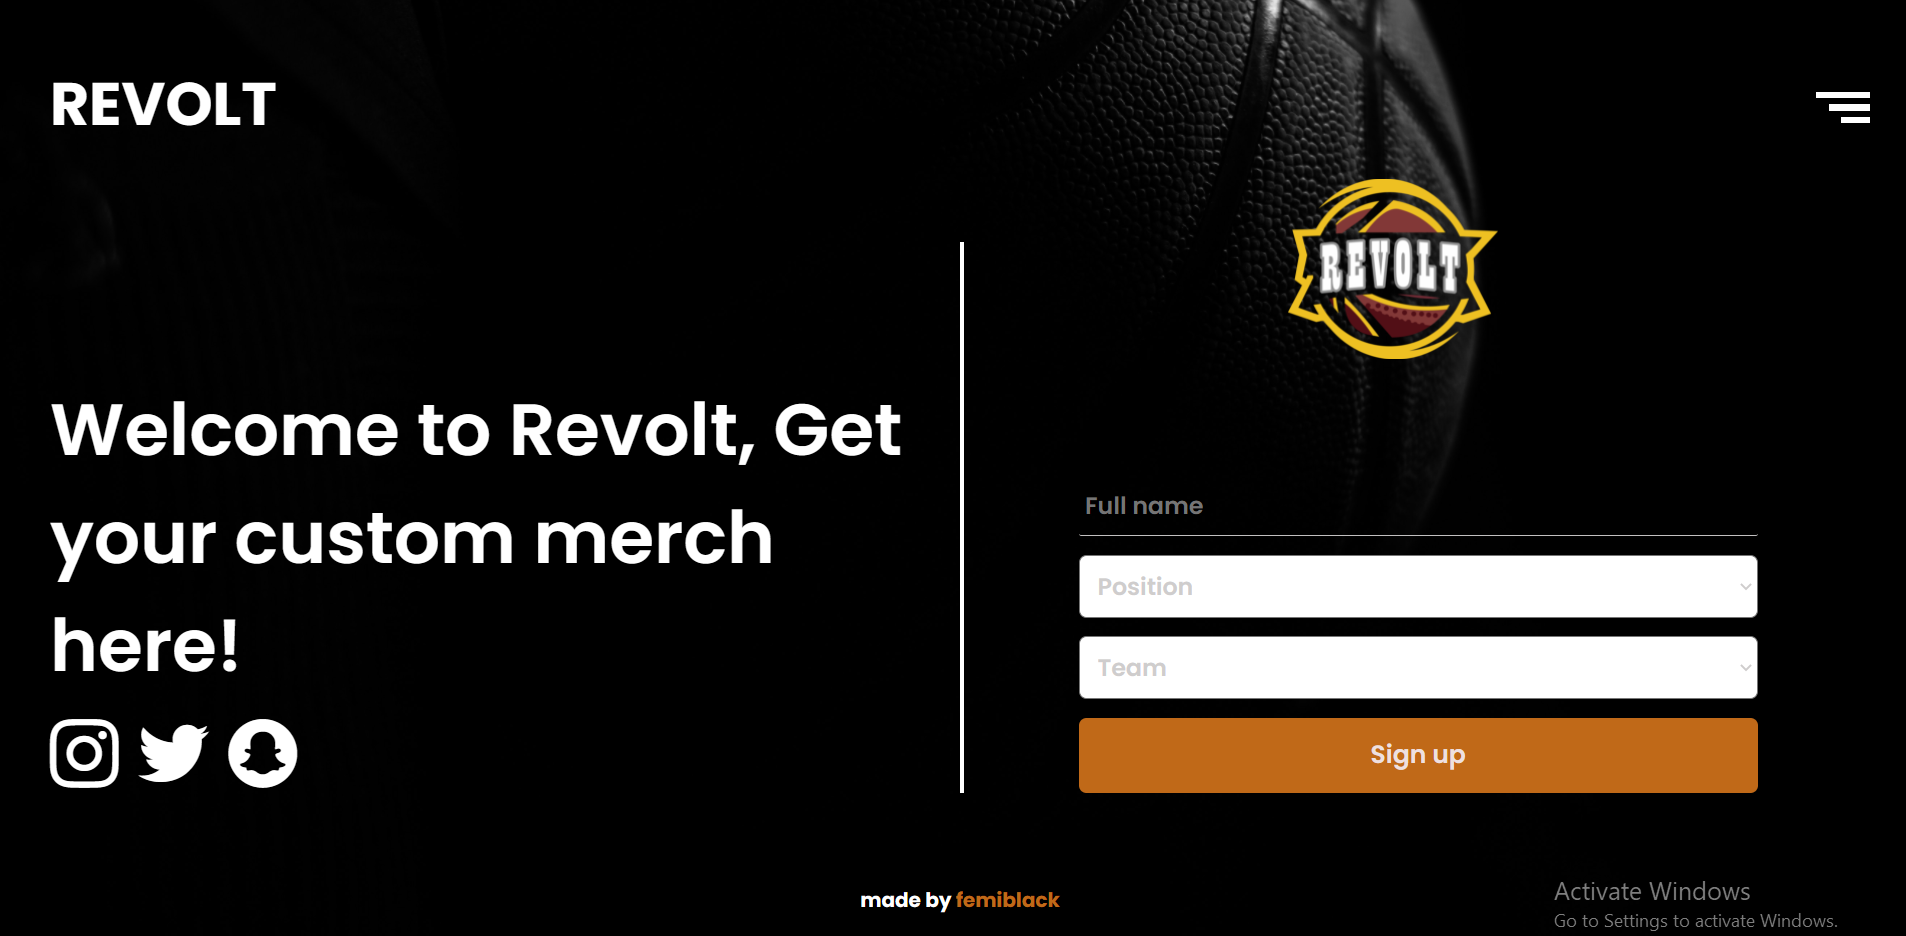 REVOLT
REVOLT
Welcome to Revolt, Get
your custom merch
here!
Full name
Position
Team
Sign up
made by femiblack
Activate Windows
Go to Settings to activate Windows.